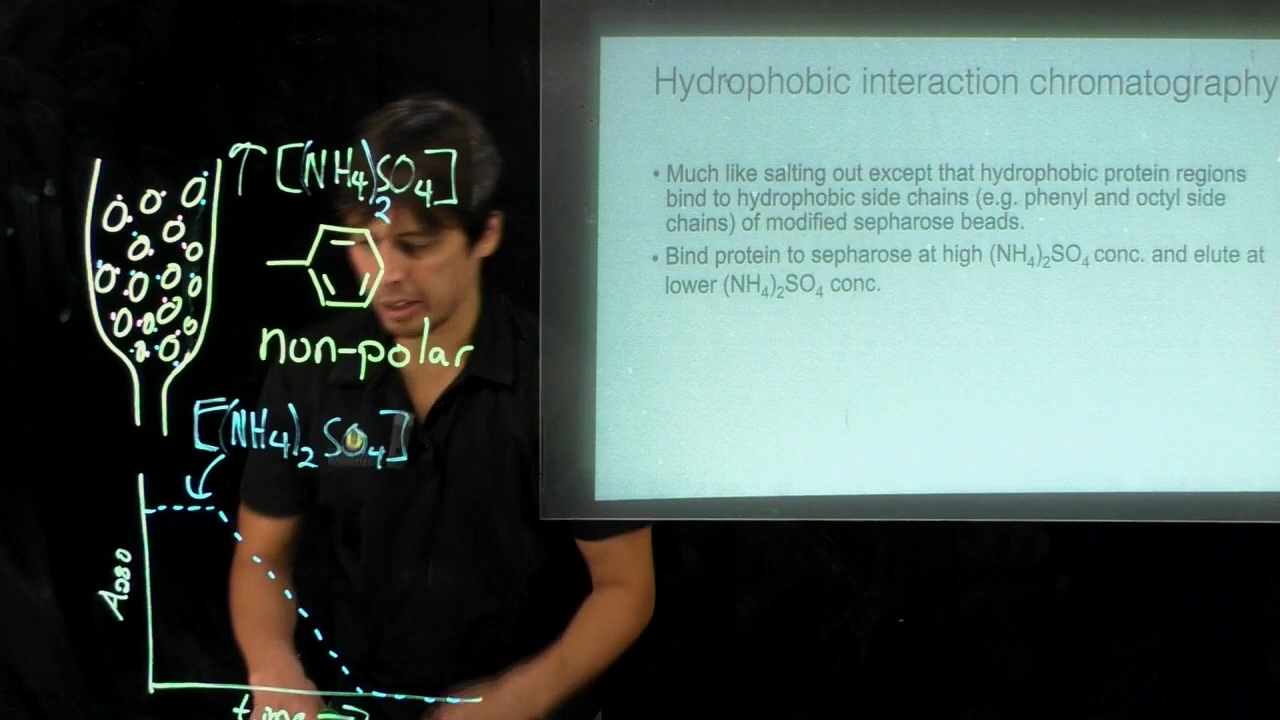 ↑ [(NH4)2SO4]
non-polar
[(NH4)2 SO4]
A280
time →
Hydrophobic interaction chromatography
• Much like salting out except that hydrophobic protein regions
bind to hydrophobic side chains (e.g. phenyl and octyl side
chains) of modified sepharose beads.
• Bind protein to sepharose at high (NH4)2SO4 conc. and elute at
lower (NH4)2SO4 conc.